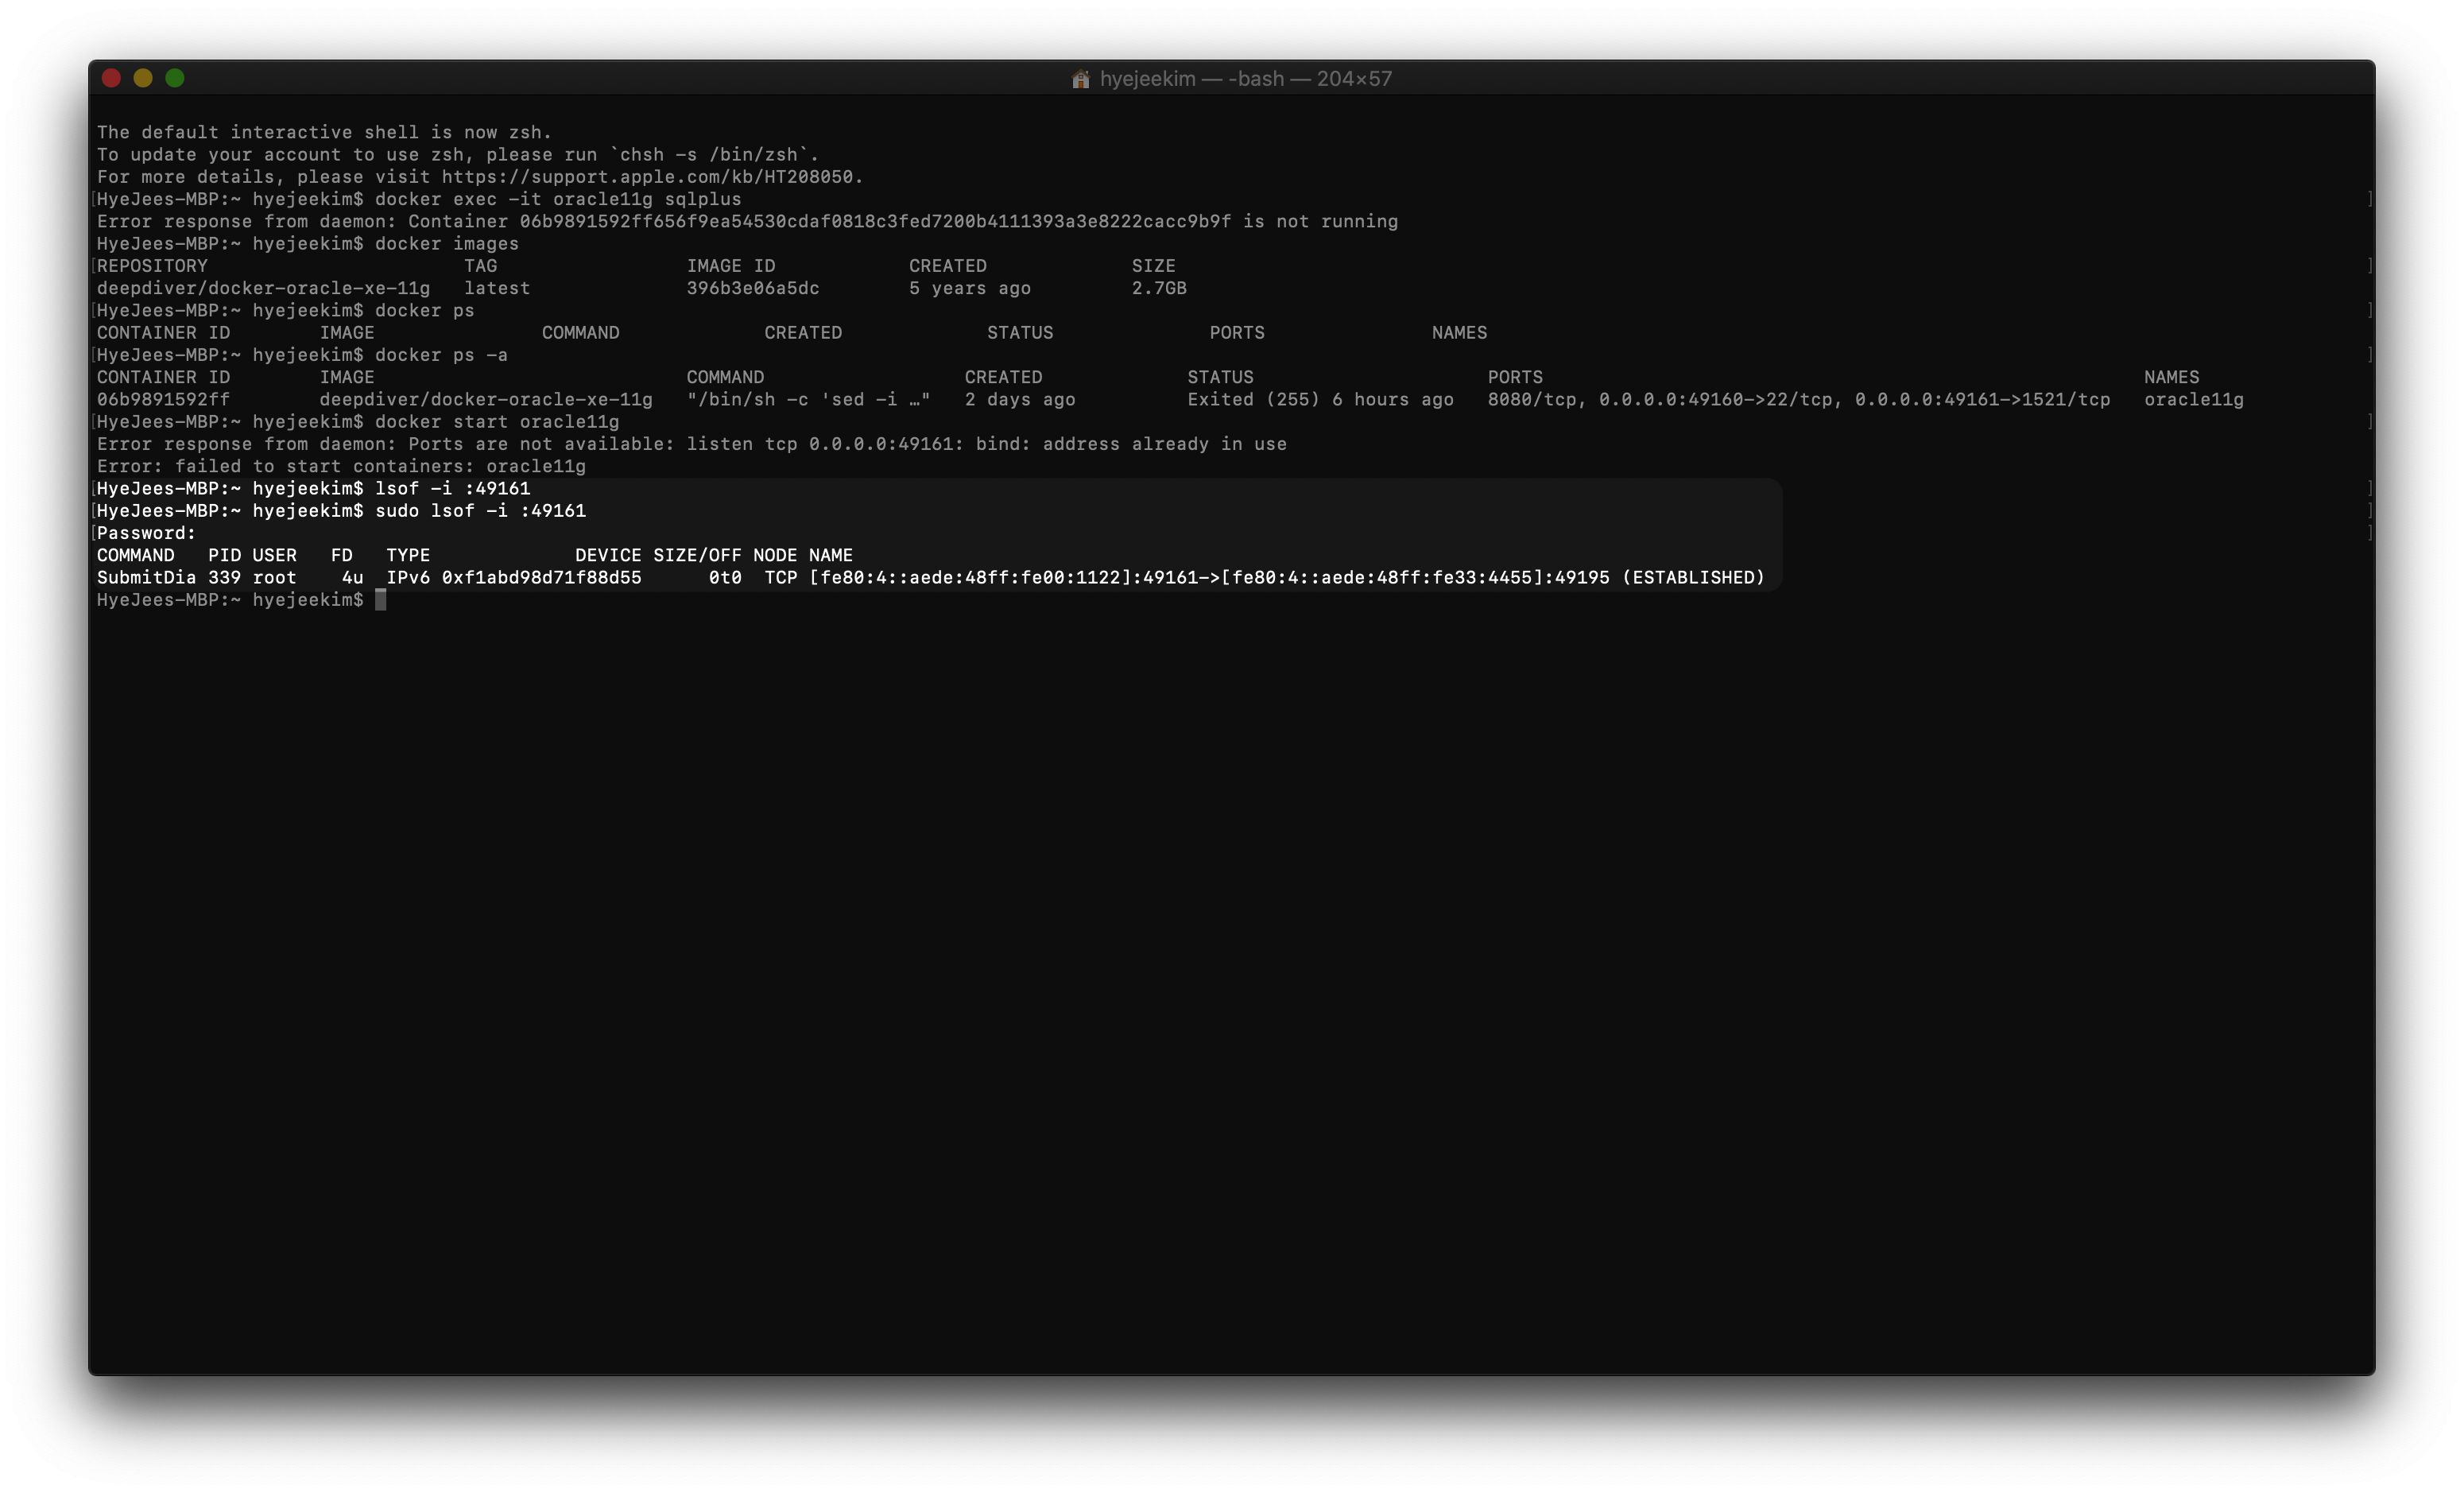 hyejeekim — -bash — 204×57
The default interactive shell is now zsh.
To update your account to use zsh, please run `chsh -s /bin/zsh`.
For more details, please visit https://support.apple.com/kb/HT208050.
[HyeJees-MBP:~ hyejeekim$ docker exec -it oracle11g sqlplus ]
Error response from daemon: Container 06b9891592ff656f9ea54530cdaf0818c3fed7200b4111393a3e8222cacc9b9f is not running
HyeJees-MBP:~ hyejeekim$ docker images
[REPOSITORY TAG IMAGE ID CREATED SIZE ]
deepdiver/docker-oracle-xe-11g latest 396b3e06a5dc 5 years ago 2.7GB
[HyeJees-MBP:~ hyejeekim$ docker ps ]
CONTAINER ID IMAGE COMMAND CREATED STATUS PORTS NAMES
[HyeJees-MBP:~ hyejeekim$ docker ps -a ]
CONTAINER ID IMAGE COMMAND CREATED STATUS PORTS NAMES
06b9891592ff deepdiver/docker-oracle-xe-11g "/bin/sh -c 'sed -i …" 2 days ago Exited (255) 6 hours ago 8080/tcp, 0.0.0.0:49160->22/tcp, 0.0.0.0:49161->1521/tcp oracle11g
[HyeJees-MBP:~ hyejeekim$ docker start oracle11g ]
Error response from daemon: Ports are not available: listen tcp 0.0.0.0:49161: bind: address already in use
Error: failed to start containers: oracle11g
[HyeJees-MBP:~ hyejeekim$ lsof -i :49161 ]
[HyeJees-MBP:~ hyejeekim$ sudo lsof -i :49161 ]
[Password: ]
COMMAND PID USER FD TYPE DEVICE SIZE/OFF NODE NAME
SubmitDia 339 root 4u IPv6 0xf1abd98d71f88d55 0t0 TCP [fe80:4::aede:48ff:fe00:1122]:49161->[fe80:4::aede:48ff:fe33:4455]:49195 (ESTABLISHED)
HyeJees-MBP:~ hyejeekim$